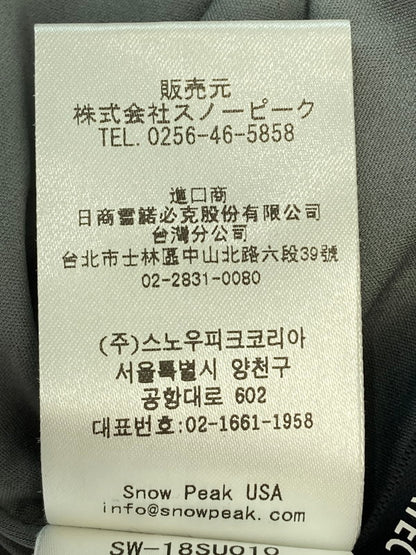 販売元
株式会社スノーピーク
TEL. 0256-46-5858
進口商
日商雪諾必克股份有限公司
台灣分公司
台北市士林區中山北路六段39號
02-2831-0080
(주)스노우피크코리아
서울특별시 양천구
공항대로 602
대표번호:02-1661-1958
Snow Peak USA
info@snowpeak.com
SW-18SU010